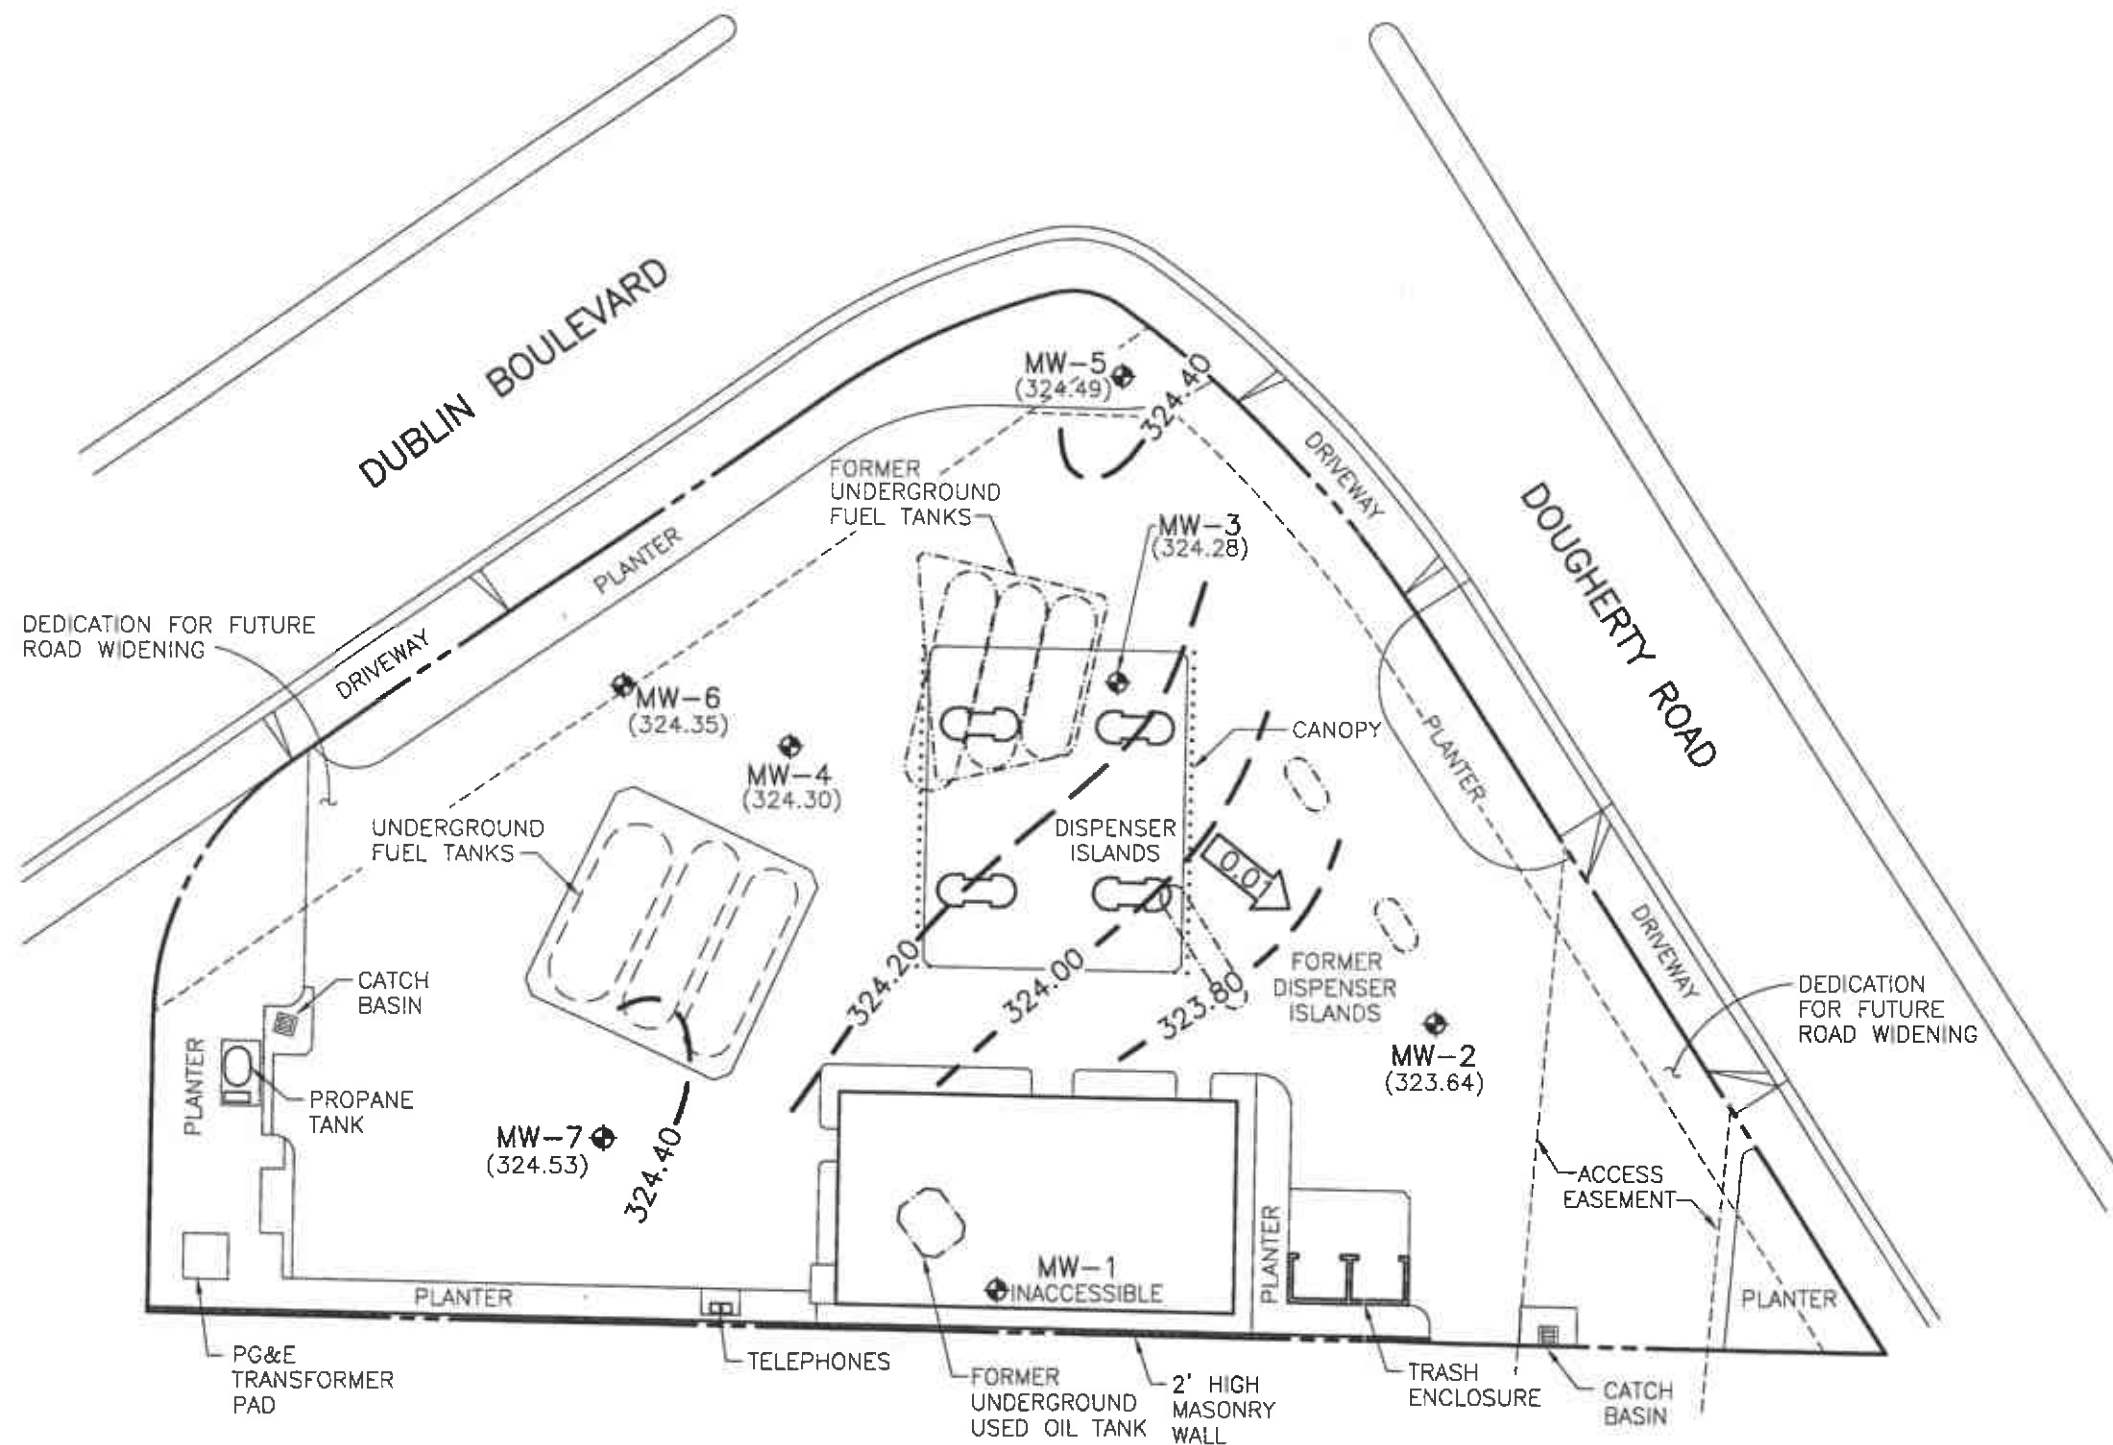 DUBLIN BOULEVARD
DOUGHERTY ROAD
MW-5
(324.49)
324.40
DRIVEWAY
FORMER
UNDERGROUND
FUEL TANKS
MW-3
(324.28)
PLANTER
DEDICATION FOR FUTURE
ROAD WIDENING
DRIVEWAY
MW-6
(324.35)
MW-4
(324.30)
CANOPY
PLANTER
UNDERGROUND
FUEL TANKS
DISPENSER
ISLANDS
0.01
DRIVEWAY
324.20
324.00
323.80
FORMER
DISPENSER
ISLANDS
CATCH
BASIN
DEDICATION
FOR FUTURE
ROAD WIDENING
PLANTER
PROPANE
TANK
MW-2
(323.64)
MW-7
(324.53)
324.40
ACCESS
EASEMENT
PLANTER
MW-1
INACCESSIBLE
PLANTER
PLANTER
PG&E
TRANSFORMER
PAD
TELEPHONES
FORMER
UNDERGROUND
USED OIL TANK
2' HIGH
MASONRY
WALL
TRASH
ENCLOSURE
CATCH
BASIN